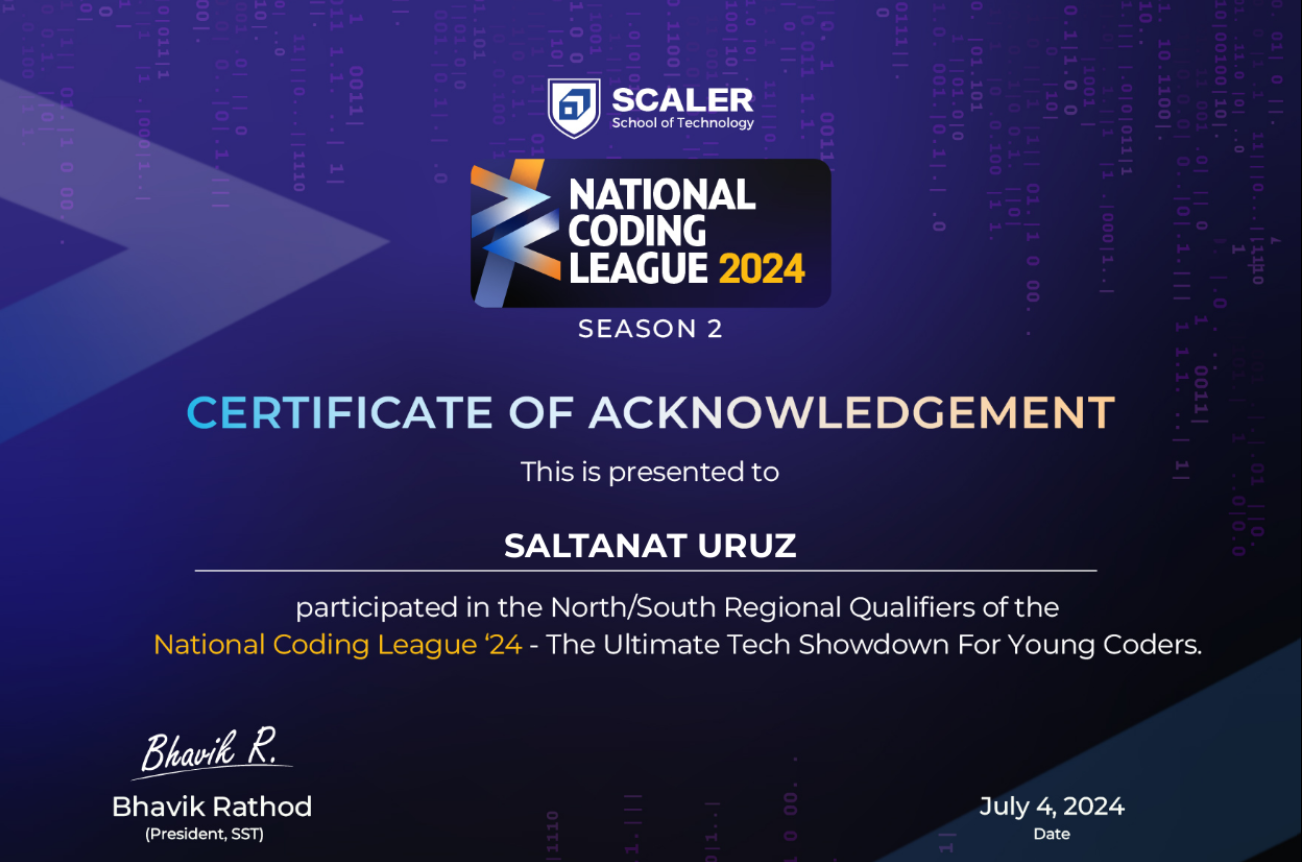 SCALER
School of Technology
NATIONAL
CODING
LEAGUE 2024
SEASON 2
CERTIFICATE OF ACKNOWLEDGEMENT
This is presented to
SALTANAT URUZ
participated in the North/South Regional Qualifiers of the
National Coding League ‘24 - The Ultimate Tech Showdown For Young Coders.
Bhavik R.
Bhavik Rathod
(President, SST)
July 4, 2024
Date